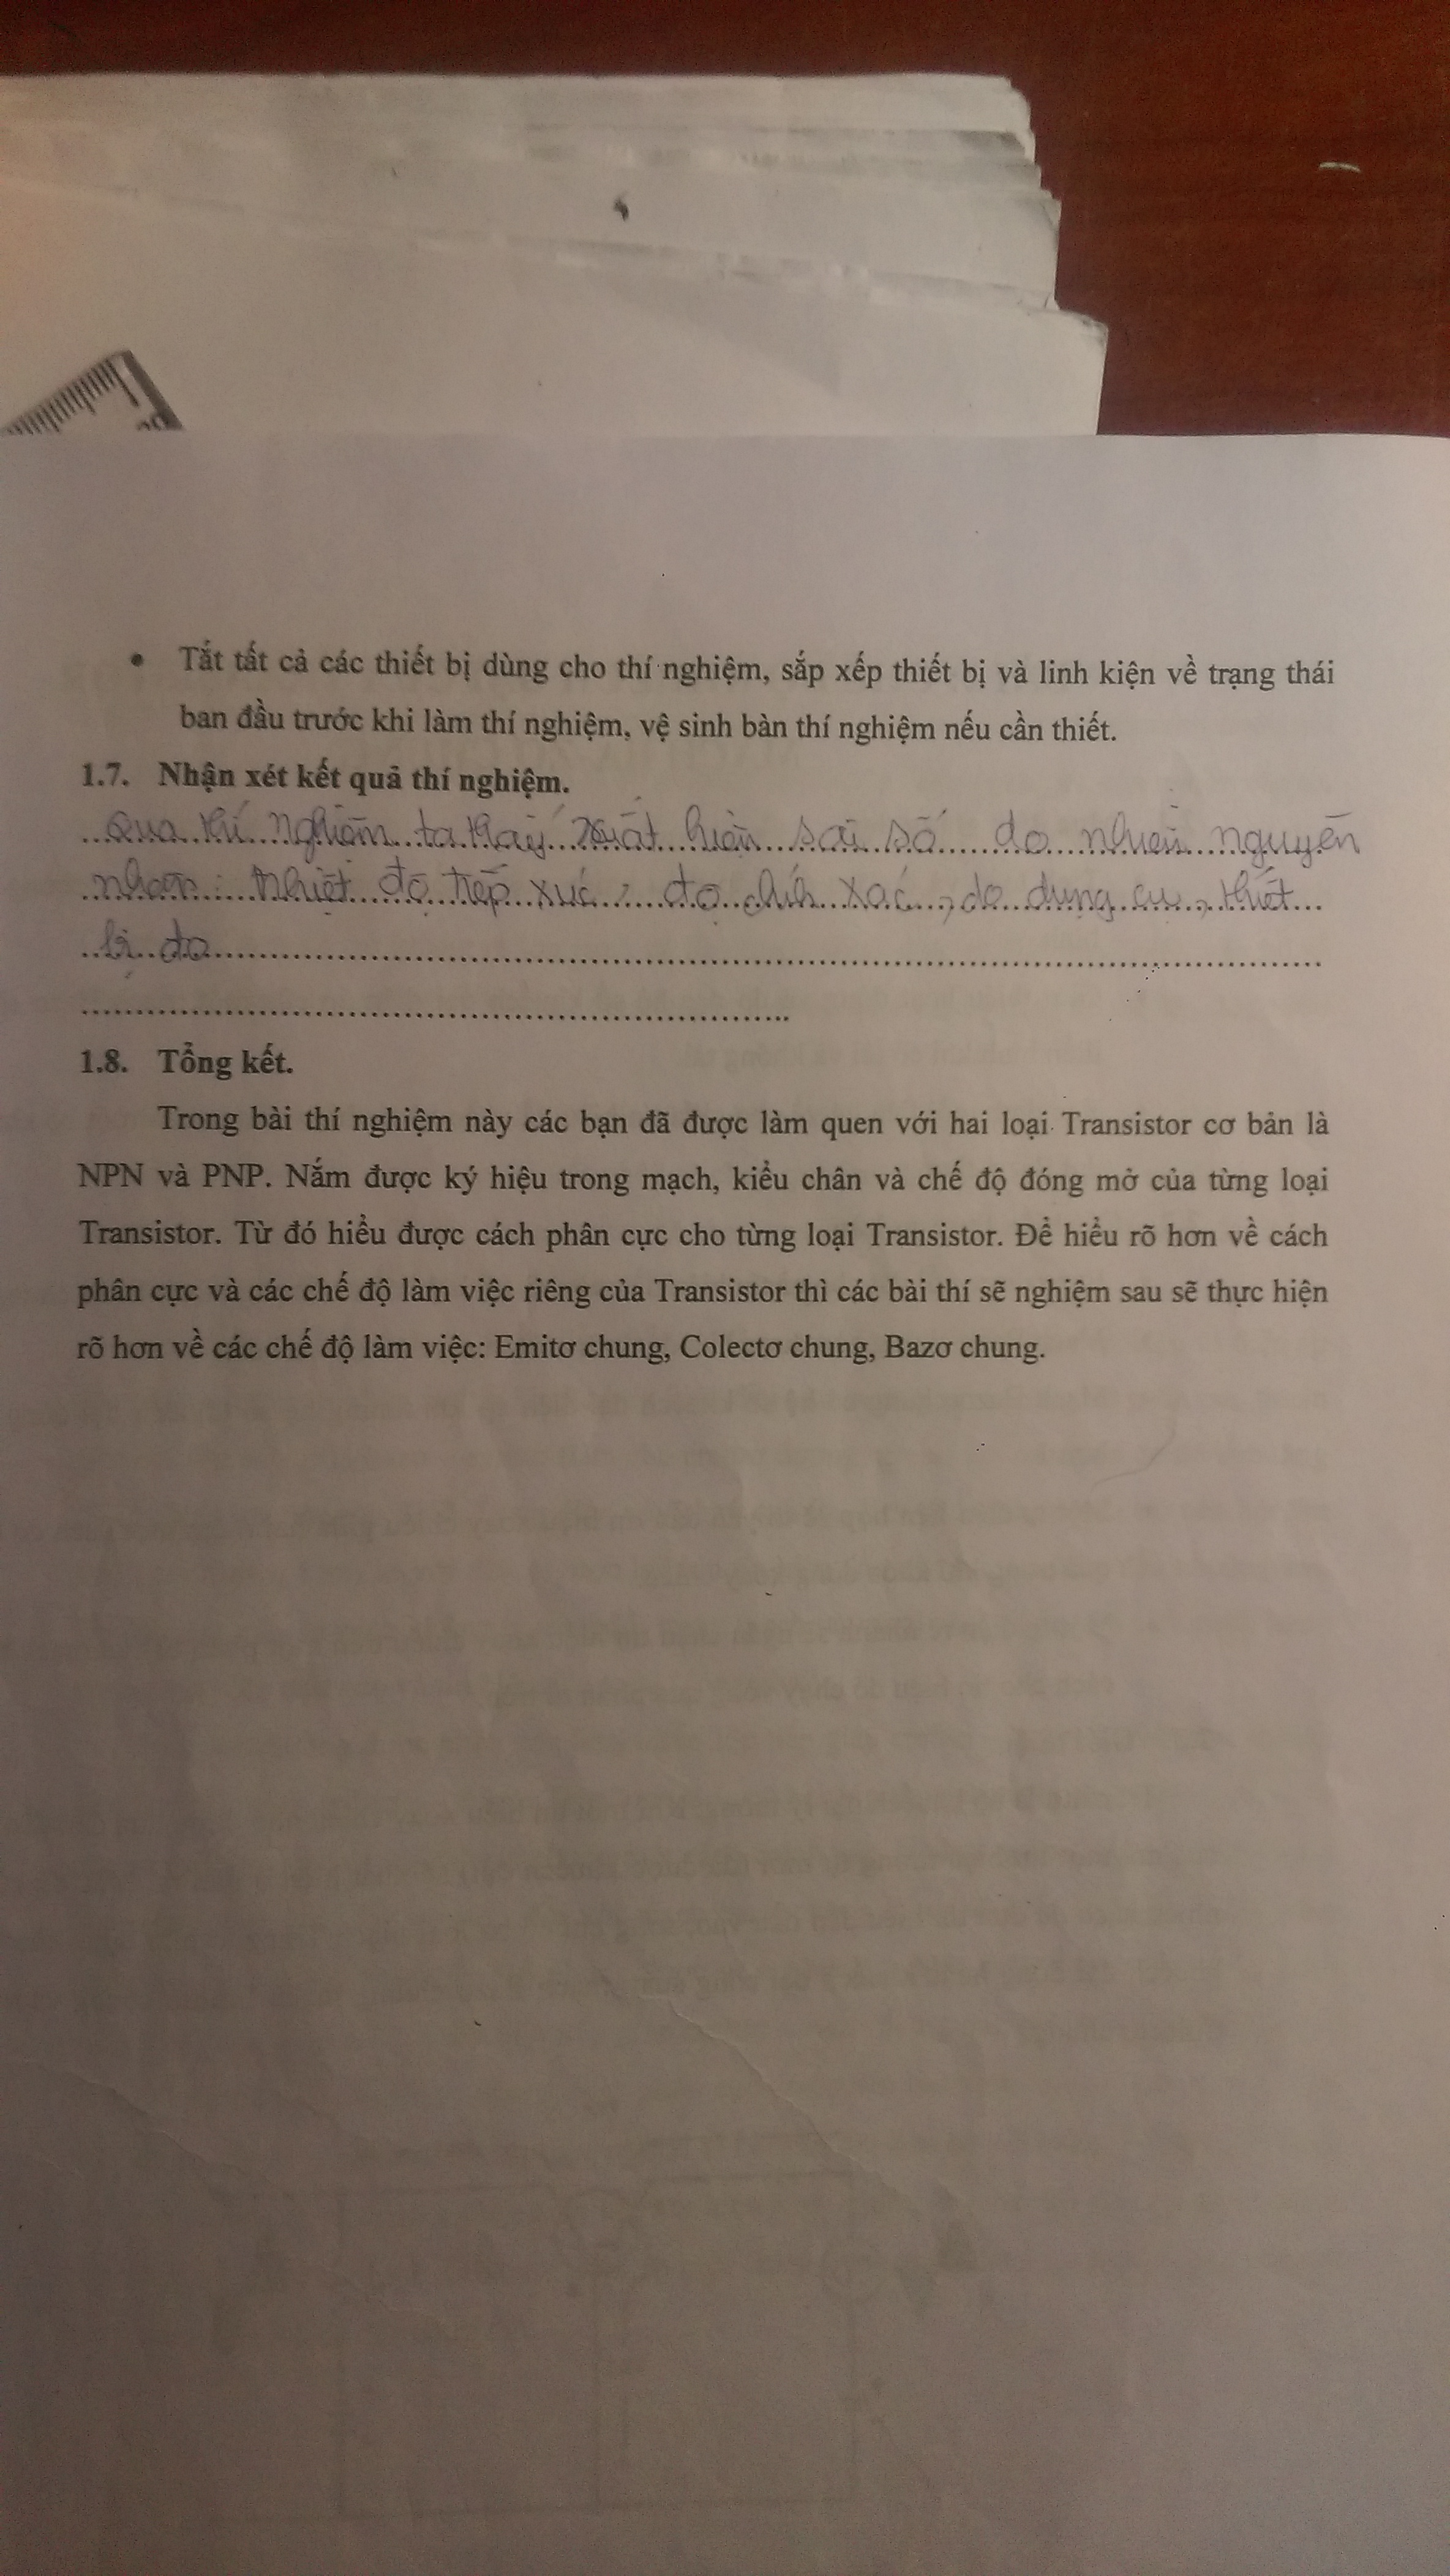 • Tắt tất cả các thiết bị dùng cho thí nghiệm, sắp xếp thiết bị và linh kiện về trạng thái
ban đầu trước khi làm thí nghiệm, vệ sinh bàn thí nghiệm nếu cần thiết.
1.7. Nhận xét kết quả thí nghiệm.
Qua thí nghiệm ta thấy xuất hiện sai số do nhiều nguyên
nhân : nhiệt độ tiếp xúc, độ chính xác, do dụng cụ, thiết
bị đo
1.8. Tổng kết.
Trong bài thí nghiệm này các bạn đã được làm quen với hai loại Transistor cơ bản là
NPN và PNP. Nắm được ký hiệu trong mạch, kiểu chân và chế độ đóng mở của từng loại
Transistor. Từ đó hiểu được cách phân cực cho từng loại Transistor. Để hiểu rõ hơn về cách
phân cực và các chế độ làm việc riêng của Transistor thì các bài thí sẽ nghiệm sau sẽ thực hiện
rõ hơn về các chế độ làm việc: Emitơ chung, Colectơ chung, Bazơ chung.